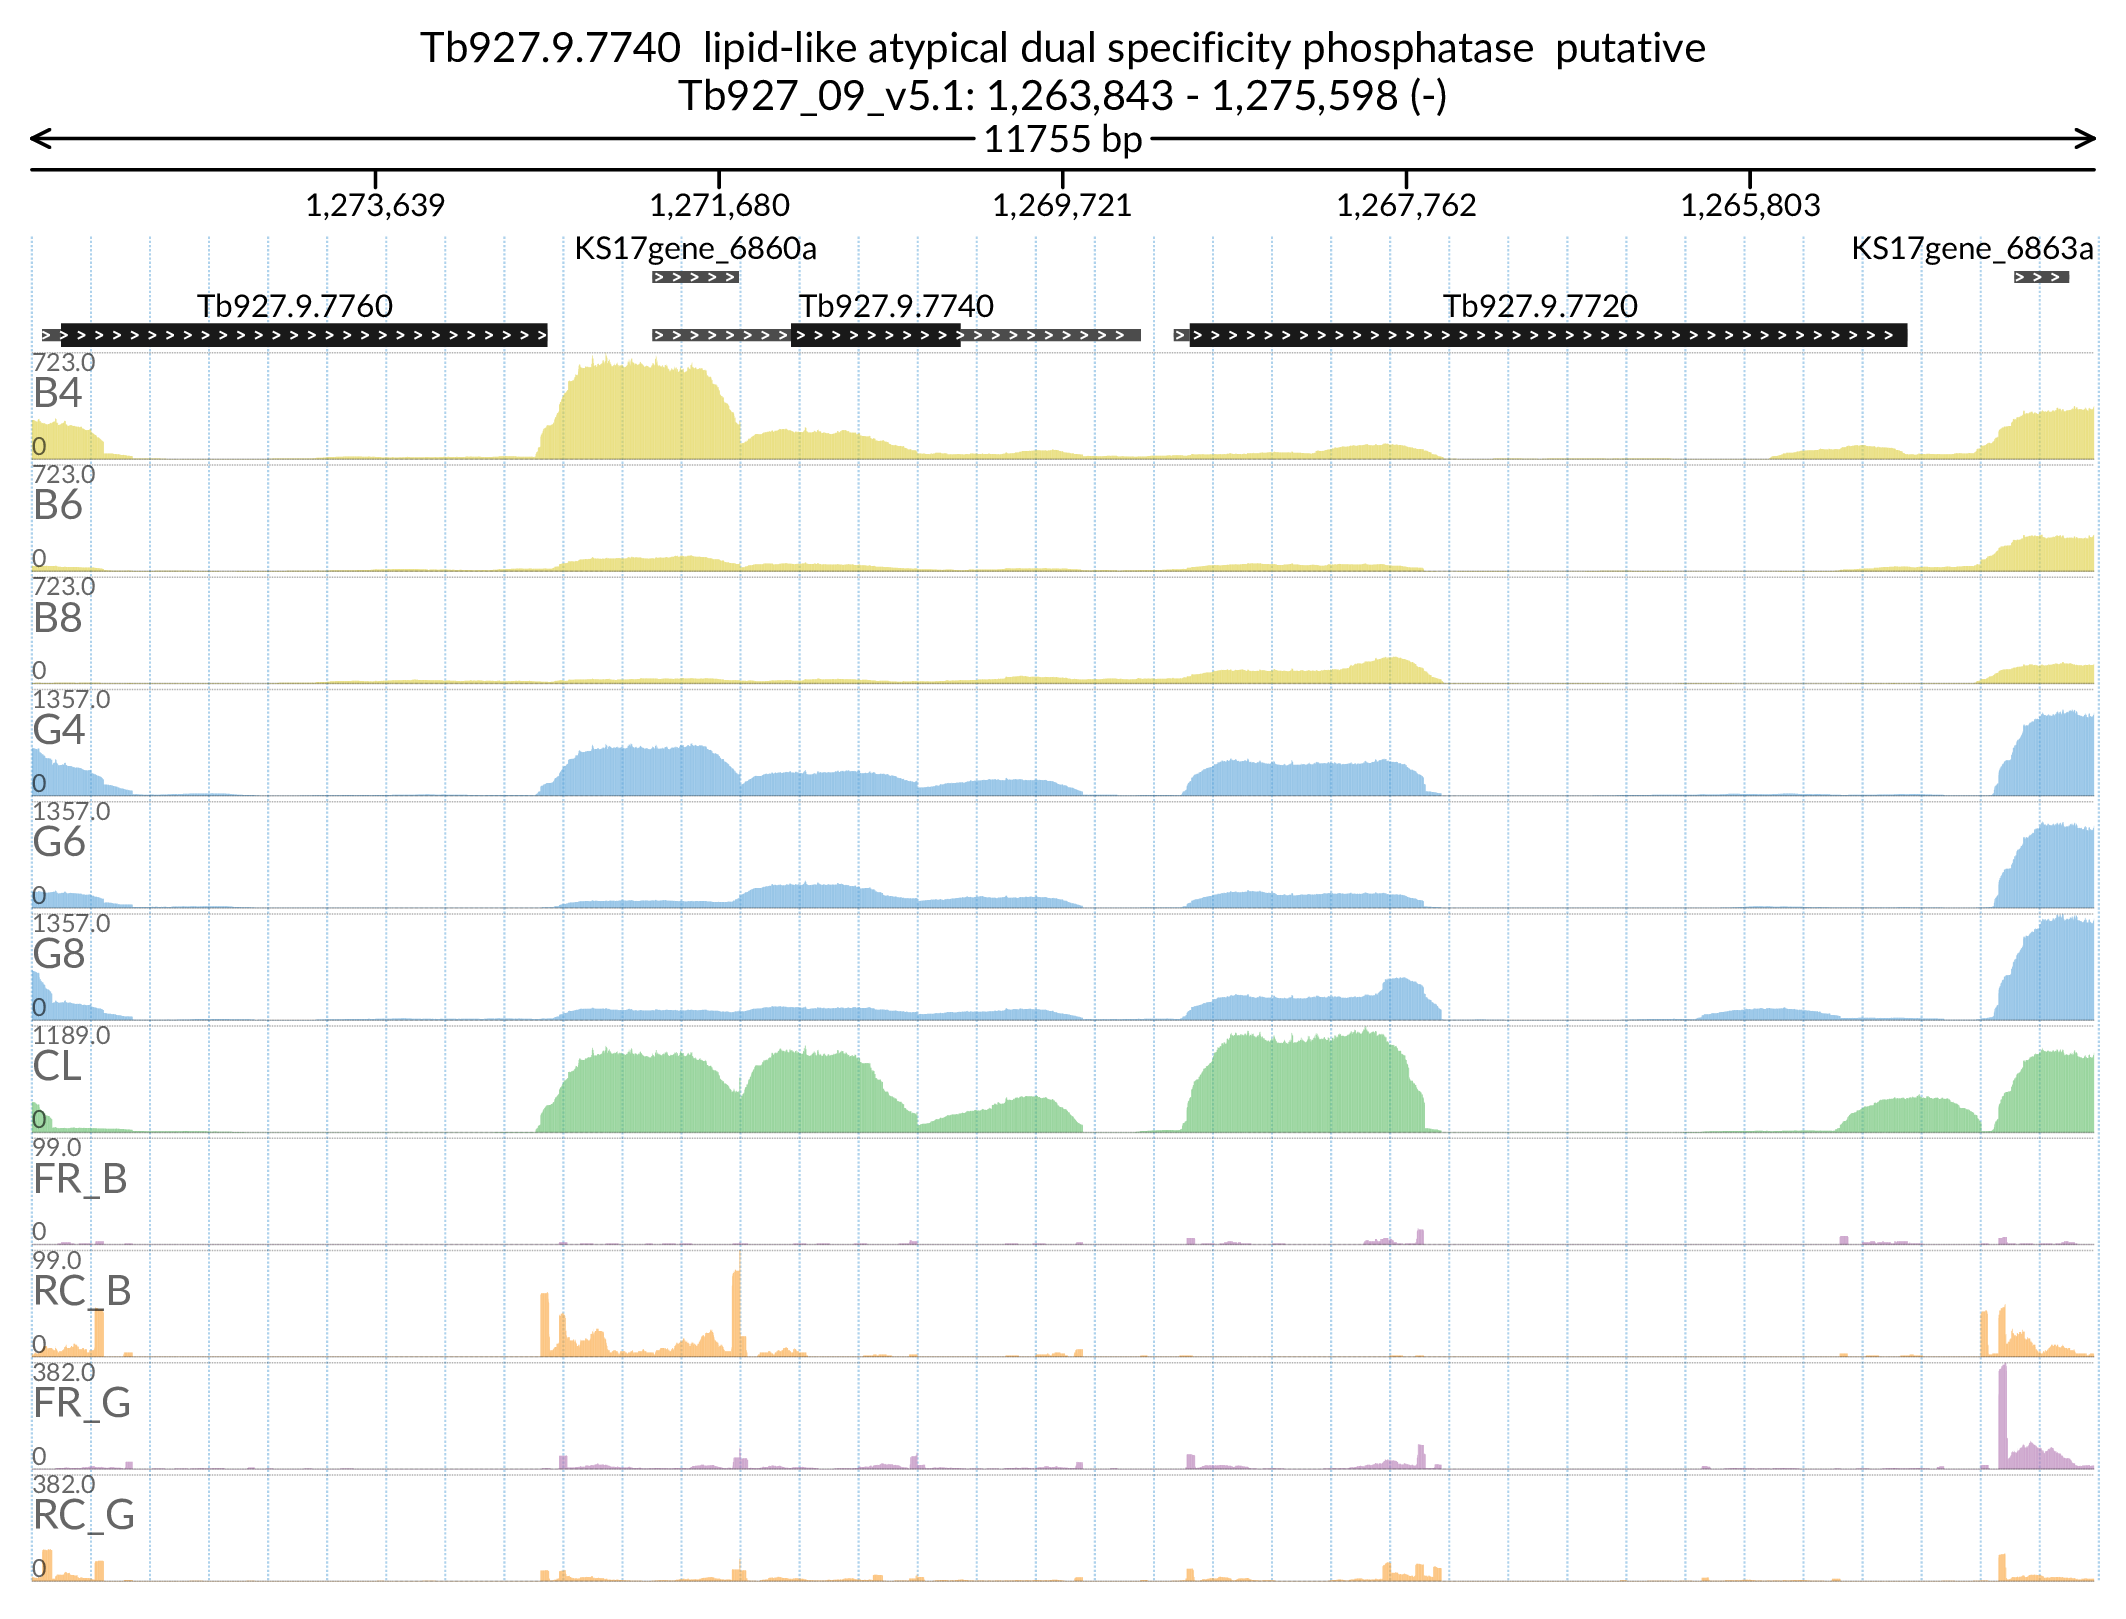 Tb927.9.7740  lipid-like atypical dual specificity phosphatase  putative
Tb927_09_v5.1: 1,263,843 - 1,275,598 (-)
11755 bp
1,273,639 1,271,680 1,269,721 1,267,762 1,265,803
KS17gene_6860a KS17gene_6863a
Tb927.9.7760 Tb927.9.7740 Tb927.9.7720
723.0
B4
0
723.0
B6
0
723.0
B8
0
1357.0
G4
0
1357.0
G6
0
1357.0
G8
0
1189.0
CL
0
99.0
FR_B
0
99.0
RC_B
0
382.0
FR_G
0
382.0
RC_G
0